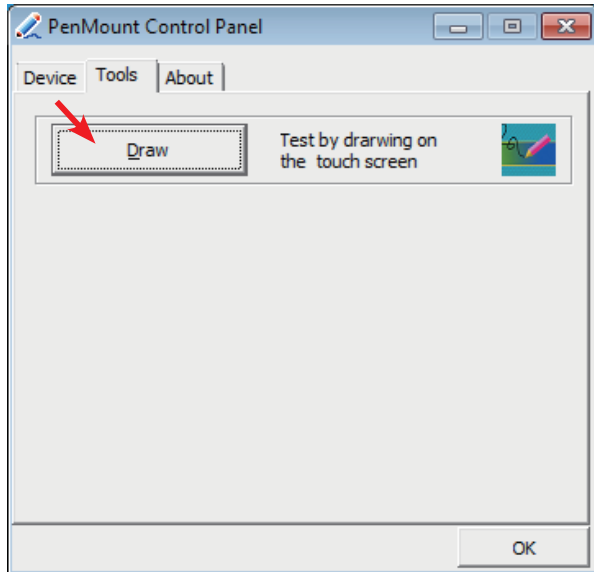 PenMount Control Panel
Device Tools About
Draw
Test by drarwing on
the touch screen
OK